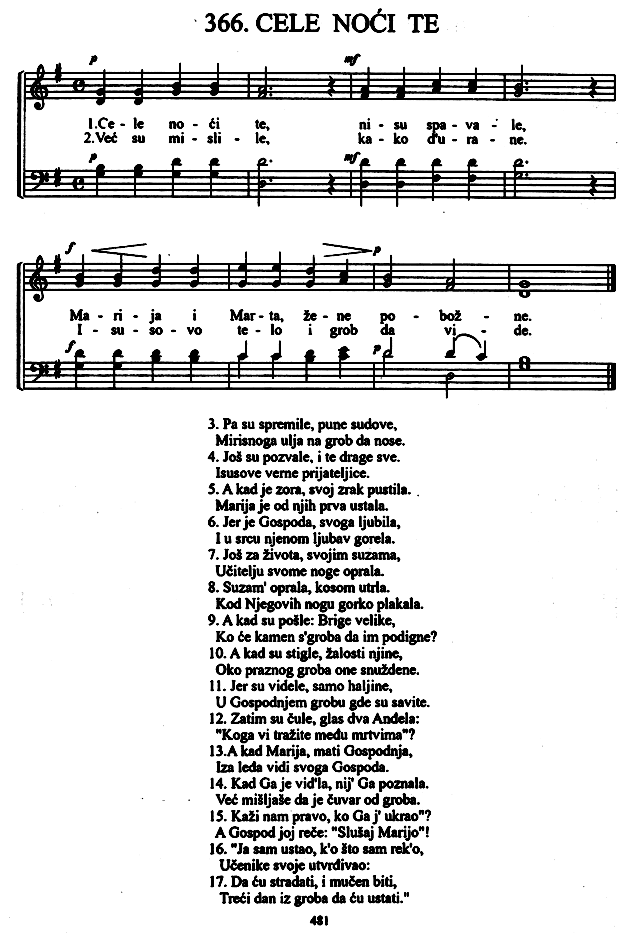 366. CELE NOĆI TE
p mf
1.Ce - le no - ći te, ni - su spa - va - le,
2.Već su mi - sli - le, ka - ko d'u - ra - ne.
p mf
f p
Ma - ri - ja i Mar - ta, že - ne po - bož - ne.
I - su - so - vo te - lo i grob da vi - de.
f p
3. Pa su spremile, pune sudove,
Mirisnoga ulja na grob da nose.
4. Još su pozvale, i te drage sve.
Isusove verne prijateljice.
5. A kad je zora, svoj zrak pustila.
Marija je od njih prva ustala.
6. Jer je Gospoda, svoga ljubila,
I u srcu njenom ljubav gorela.
7. Još za života, svojim suzama,
Učitelju svome noge oprala.
8. Suzam' oprala, kosom utrla.
Kod Njegovih nogu gorko plakala.
9. A kad su pošle: Brige velike,
Ko će kamen s'groba da im podigne?
10. A kad su stigle, žalosti njine,
Oko praznog groba one snuždene.
11. Jer su videle, samo haljine,
U Gospodnjem grobu gde su savite.
12. Zatim su čule, glas dva Anđela:
"Koga vi tražite među mrtvima"?
13.A kad Marija, mati Gospodnja,
Iza leđa vidi svoga Gospoda.
14. Kad Ga je vid'la, nij' Ga poznala.
Već mišljaše da je čuvar od groba.
15. Kaži nam pravo, ko Ga j' ukrao"?
A Gospod joj reče: "Slušaj Marijo"!
16. "Ja sam ustao, k'o što sam rek'o,
Učenike svoje utvrđivao:
17. Da ću stradati, i mučen biti,
Treći dan iz groba da ću ustati."
481